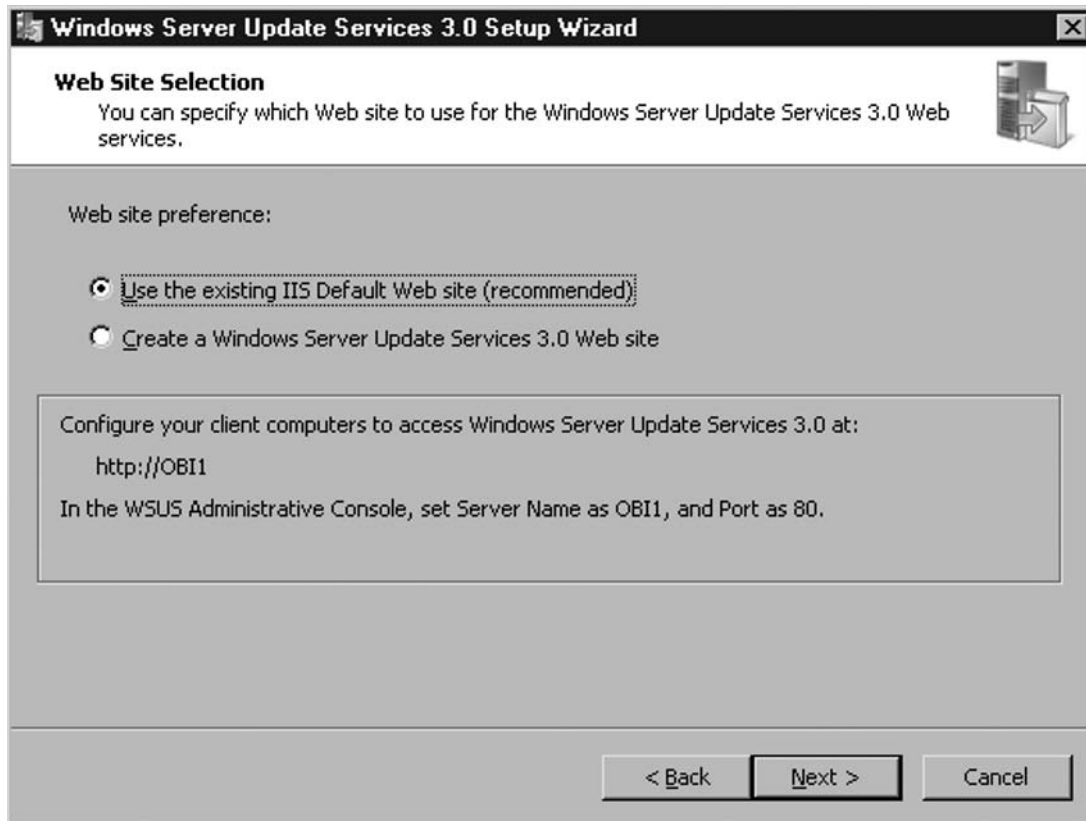 Windows Server Update Services 3.0 Setup Wizard
Web Site Selection
You can specify which Web site to use for the Windows Server Update Services 3.0 Web
services.
Web site preference:
Use the existing IIS Default Web site (recommended)
Create a Windows Server Update Services 3.0 Web site
Configure your client computers to access Windows Server Update Services 3.0 at:
http://OBI1
In the WSUS Administrative Console, set Server Name as OBI1, and Port as 80.
< Back
Next >
Cancel